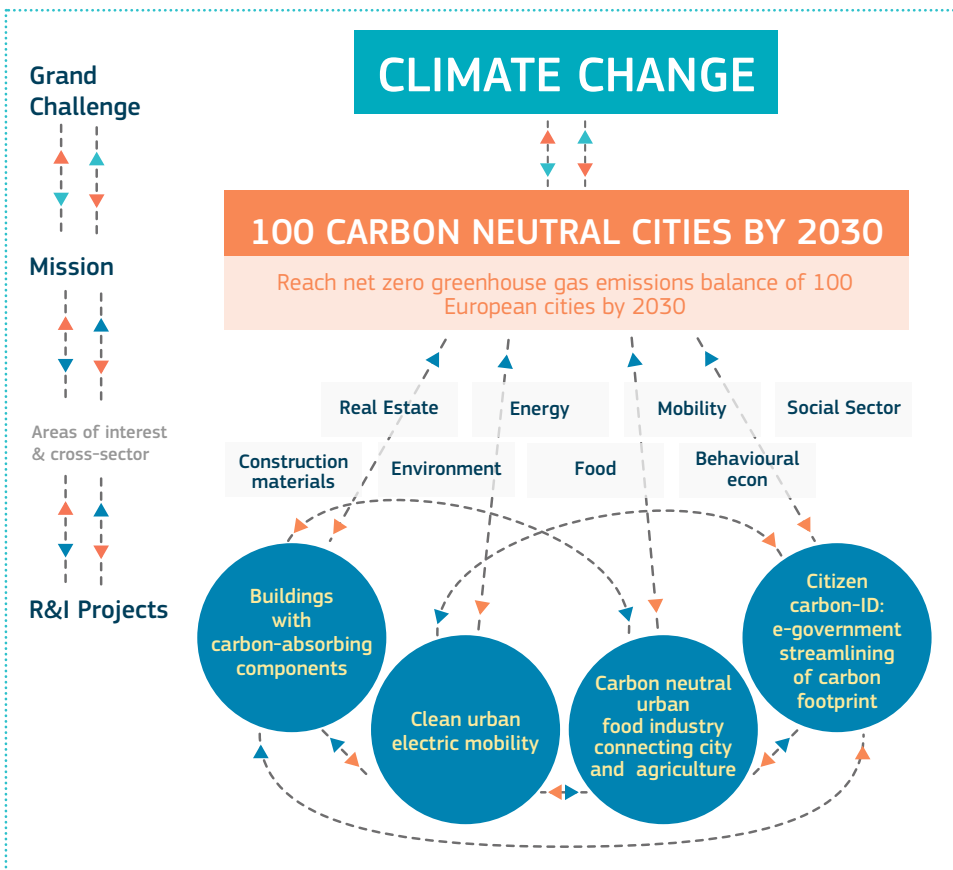 Grand
Challenge
CLIMATE CHANGE
100 CARBON NEUTRAL CITIES BY 2030
Reach net zero greenhouse gas emissions balance of 100
European cities by 2030
Mission
Areas of interest
& cross-sector
Real Estate
Energy
Mobility
Social Sector
Construction
materials
Environment
Food
Behavioural
econ
R&I Projects
Buildings
with
carbon-absorbing
components
Clean urban
electric mobility
Carbon neutral
urban
food industry
connecting city
and agriculture
Citizen
carbon-ID:
e-government
streamlining
of carbon
footprint